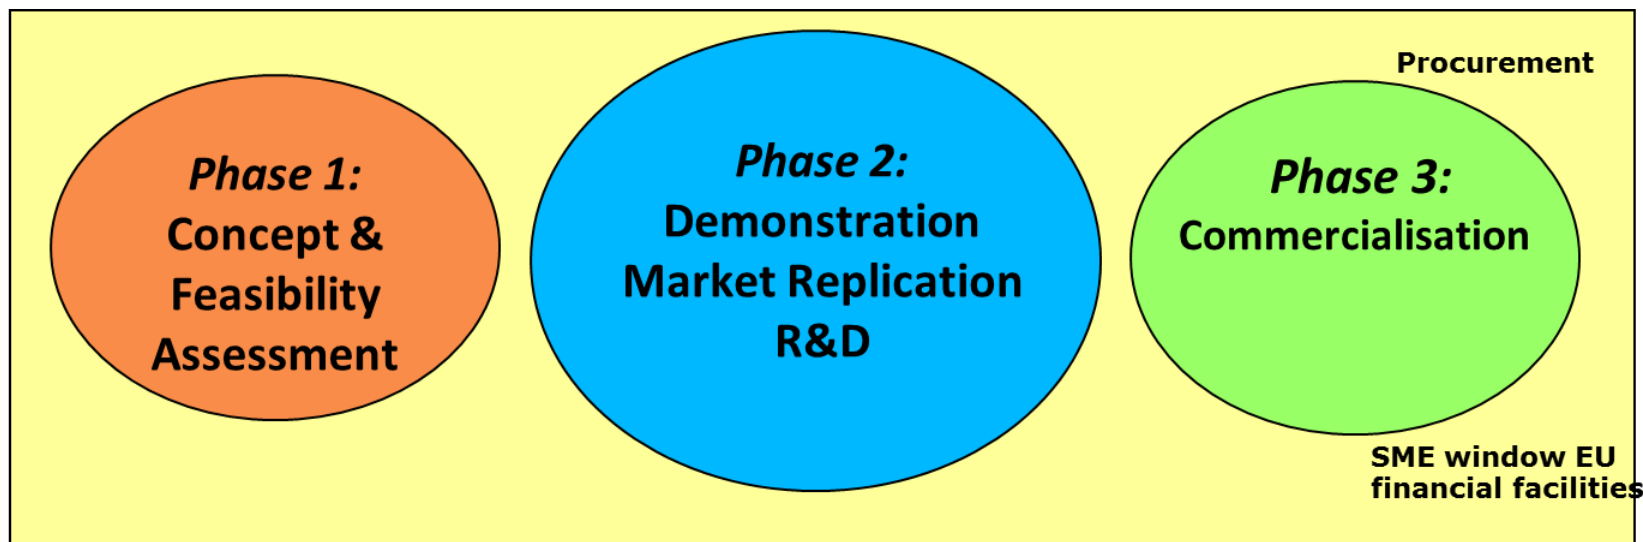 Phase 1:
Concept &
Feasibility
Assessment
Phase 2:
Demonstration
Market Replication
R&D
Procurement
Phase 3:
Commercialisation
SME window EU
financial facilities